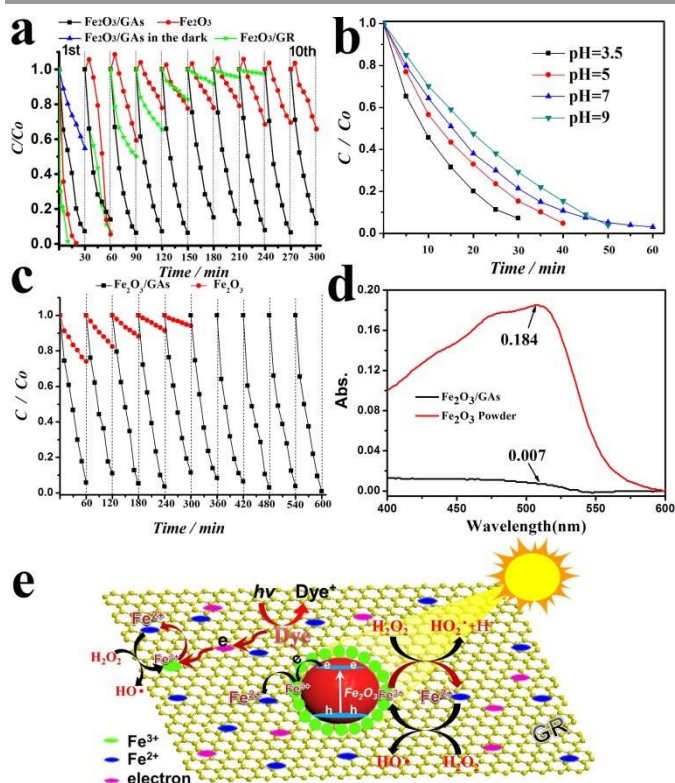 a
Fe2O3/GAs Fe2O3
Fe2O3/GAs in the dark Fe2O3/GR
1st 10th
1.0
0.8
0.6
0.4
0.2
0.0
C/Co
0 30 60 90 120 150 180 210 240 270 300
Time / min
b
pH=3.5
pH=5
pH=7
pH=9
1.0
0.8
0.6
0.4
0.2
0.0
C / Co
10 20 30 40 50 60
Time / min
c
Fe2O3/GAs Fe2O3
1.0
0.8
0.6
0.4
0.2
0.0
C / Co
0 60 120 180 240 300 360 420 480 540 600
Time / min
d
0.20
0.16
0.12
0.08
0.04
0.00
Abs.
0.184
Fe2O3/GAs
Fe2O3 Powder
0.007
400 450 500 550 600
Wavelength(nm)
e
hν Dye+
Fe2+ Dye H2O2 HO2•+H
e
H2O2 Fe3+
e e e
HO• Fe2+ Fe3+ Fe2O3 Fe3+ Fe2+
h h
GR
Fe3+
Fe2+ HO• H2O2
electron